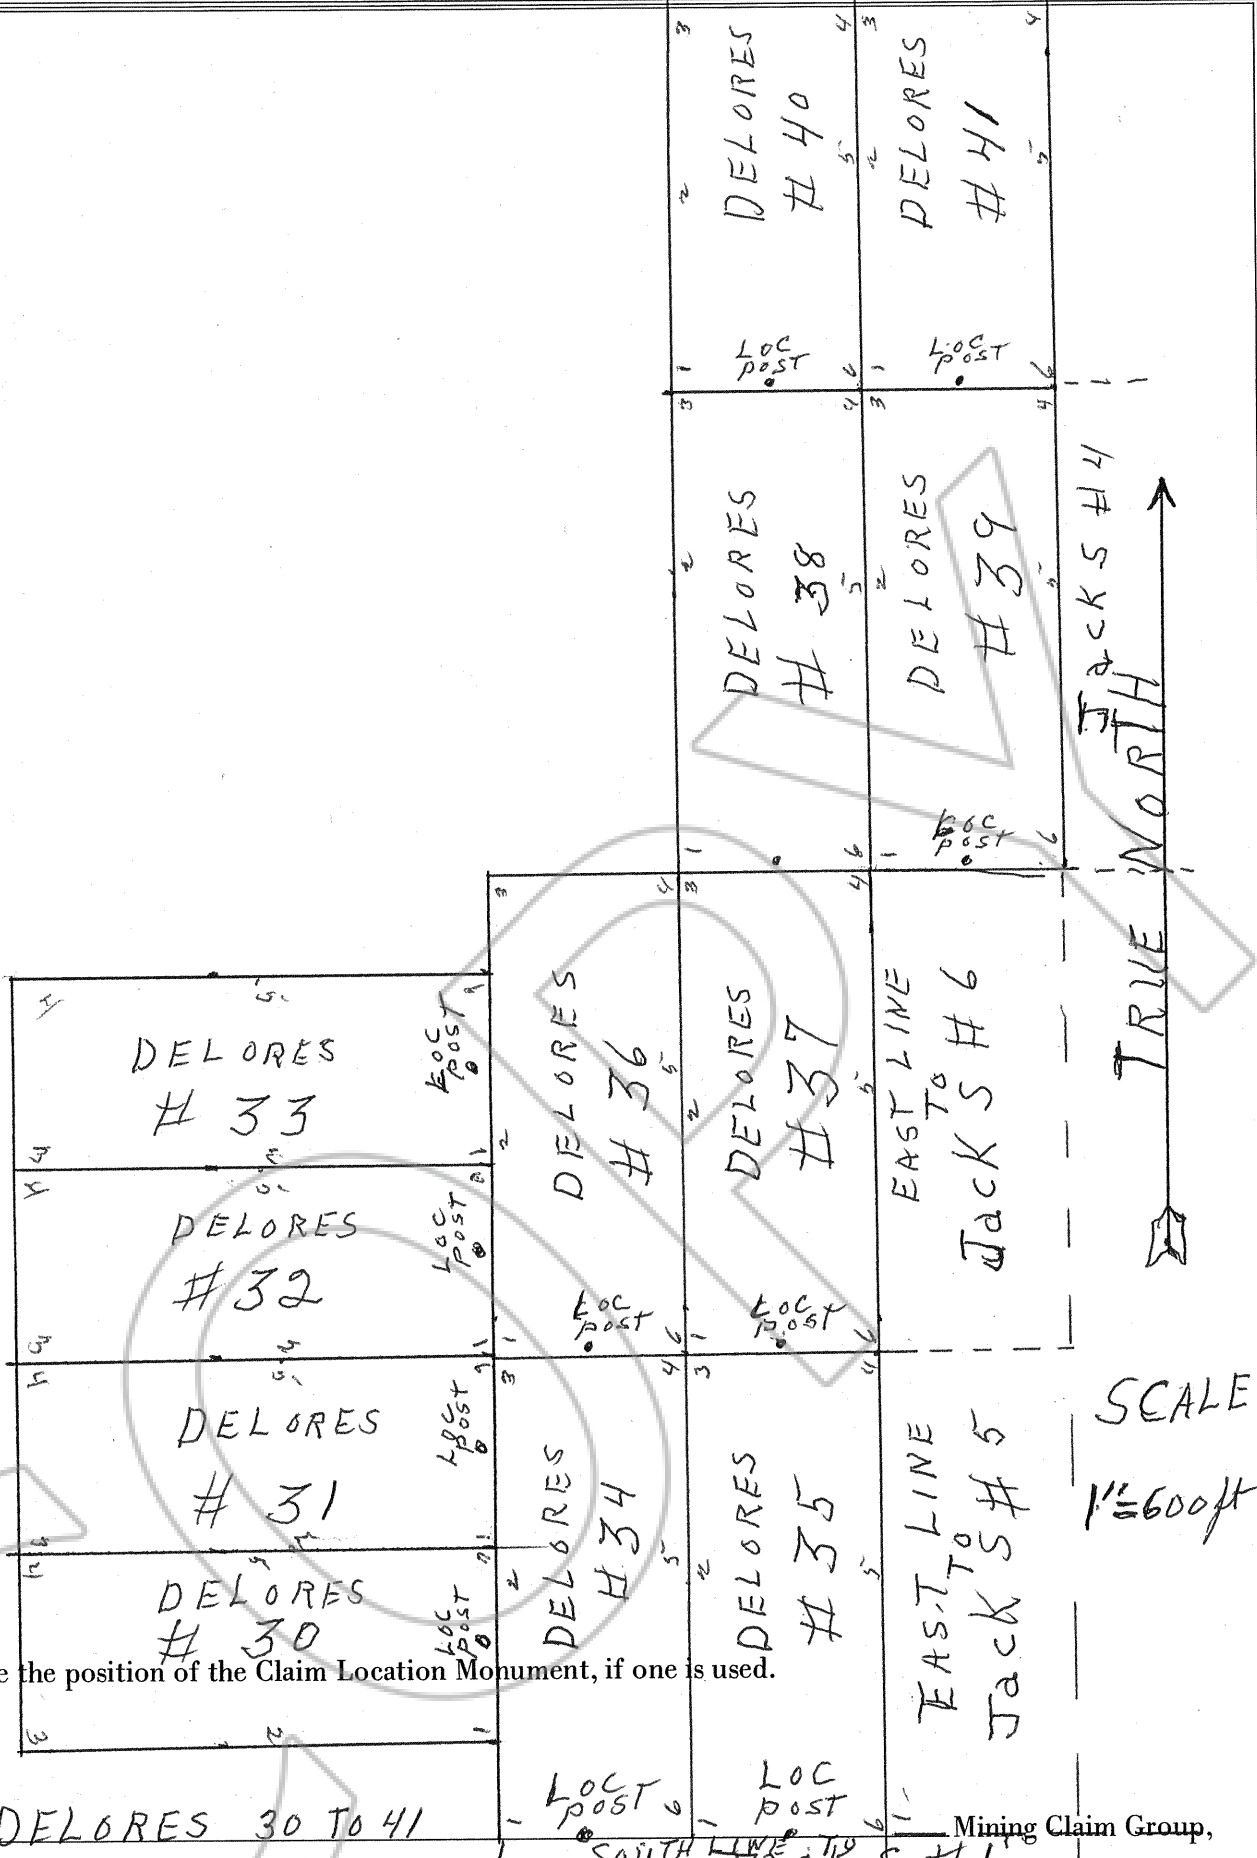 DELORES
# 40
DELORES
# 41
LOC
POST
LOC
POST
DELORES
# 38
DELORES
# 39
JACKS #4
LOC
POST
TRUE NORTH
DELORES
# 33
LOC
POST
DELORES
# 36
DELORES
# 37
EAST LINE
TO
JACKS #6
DELORES
# 32
LOC
POST
LOC
POST
LOC
POST
DELORES
# 31
LOC
POST
DELORES
# 34
DELORES
# 35
EAST LINE
TO
JACKS #5
SCALE
1"=600ft
DELORES
# 30
LOC
POST
e the position of the Claim Location Monument, if one is used.
LOC
POST
LOC
POST
DELORES 30 TO 41
Mining Claim Group,
SOUTH LINE TO